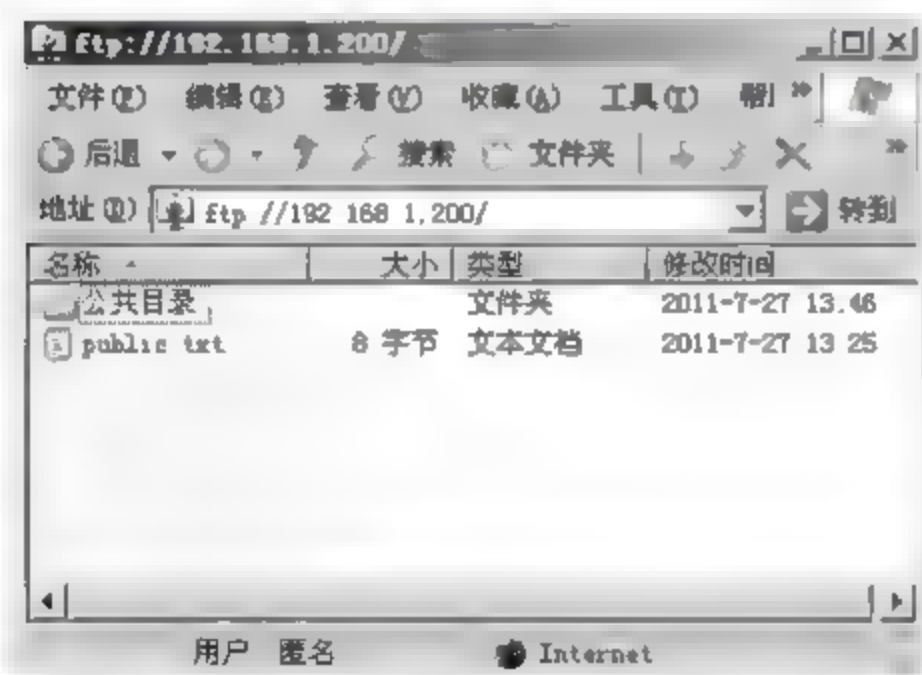 ftp://192.168.1.200/
文件(F) 编辑(E) 查看(V) 收藏(A) 工具(T) 帮 »
后退 搜索 文件夹 »
地址(D) ftp //192 168 1.200/ 转到
名称 大小 类型 修改时间
公共目录 文件夹 2011-7-27 13.46
public txt 8 字节 文本文档 2011-7-27 13 25
用户 匿名 Internet